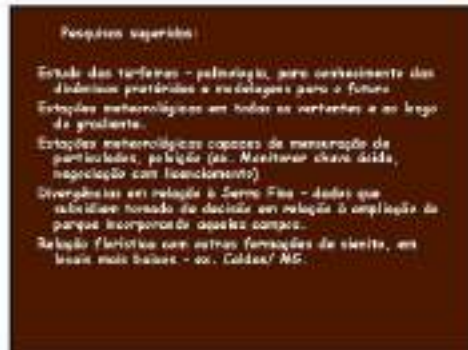 Pesquisas sugeridas:
Estudo das turfeiras - palinologia, para conhecimento das
dinâmicas pretéritas e modelagens para o futuro
Estações meteorológicas em todas as vertentes e ao longo
do gradiente.
Estações meteorológicas capazes de mensuração de
particulados, poluição (ex. Monitorar chuva ácida,
negociação com licenciamento)
Divergências em relação à Serra Fina - dados que
subsidiem tomada de decisão em relação à ampliação do
parque incorporando aqueles campos.
Relação florística com outras formações de sienito, em
locais mais baixos - ex. Caldas/ MG.